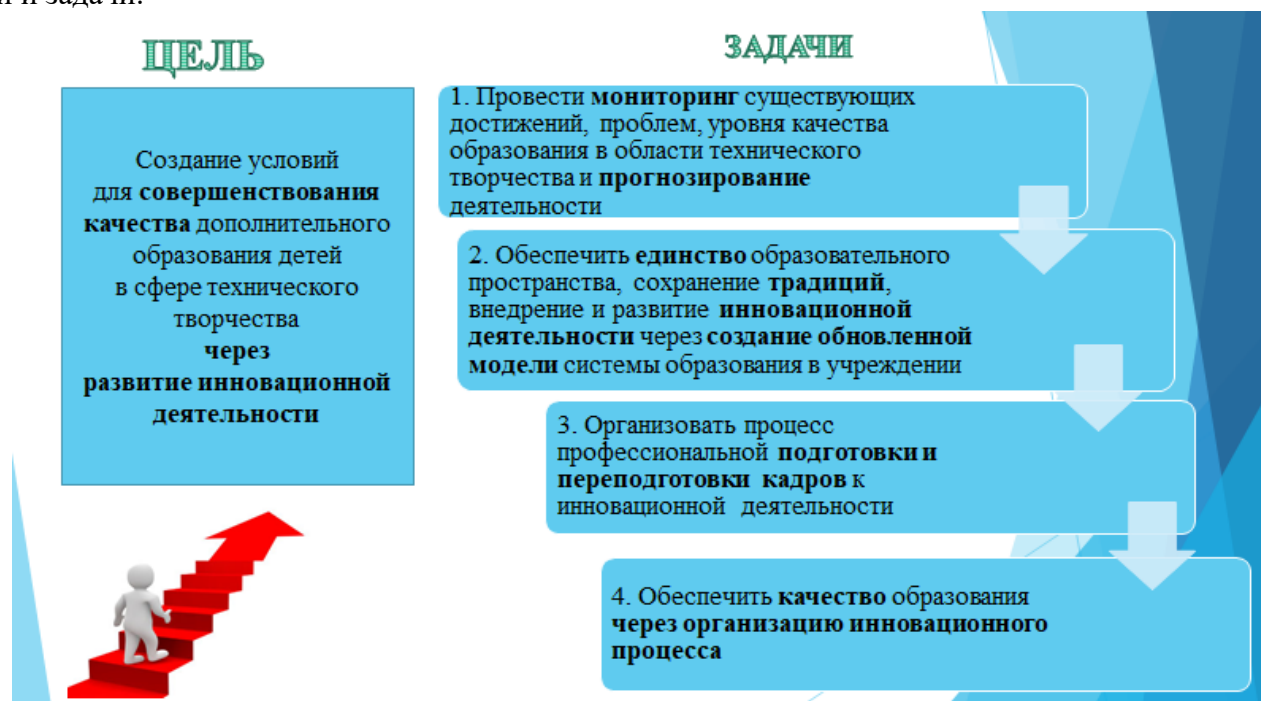 и задачи:
ЦЕЛЬ
Создание условий
для совершенствования
качества дополнительного
образования детей
в сфере технического
творчества
через
развитие инновационной
деятельности
ЗАДАЧИ
1. Провести мониторинг существующих
достижений, проблем, уровня качества
образования в области технического
творчества и прогнозирование
деятельности
2. Обеспечить единство образовательного
пространства, сохранение традиций,
внедрение и развитие инновационной
деятельности через создание обновленной
модели системы образования в учреждении
3. Организовать процесс
профессиональной подготовки и
переподготовки кадров к
инновационной деятельности
4. Обеспечить качество образования
через организацию инновационного
процесса